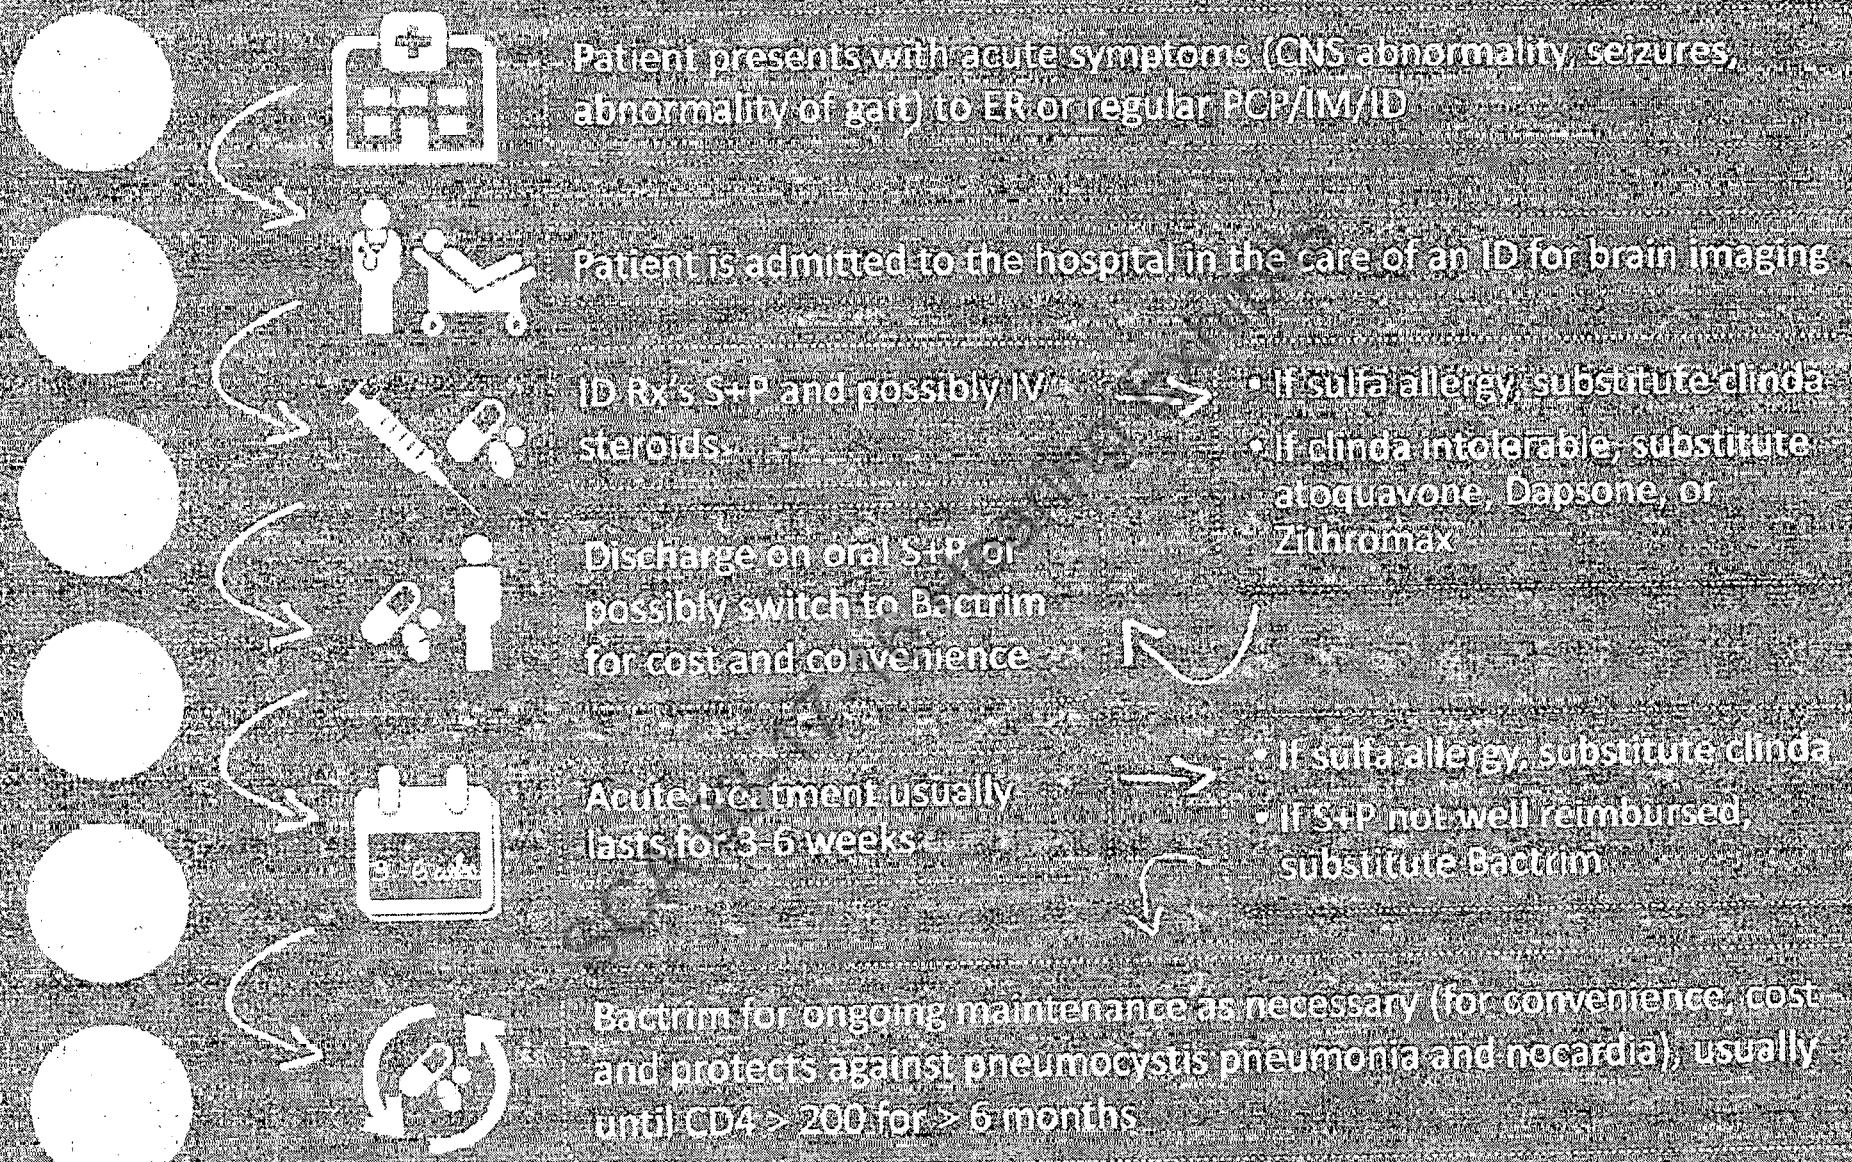 Patient presents with acute symptoms (CNS abnormality, seizures,
abnormality of gait) to ER or regular PCP/IM/ID
Patient is admitted to the hospital in the care of an ID for brain imaging
ID Rx's S+P and possibly IV
steroids
• If sulfa allergy, substitute clinda
• If clinda intolerable, substitute
atoquavone, Dapsone, or
Zithromax
Discharge on oral S+P, or
possibly switch to Bactrim
for cost and convenience
Acute treatment usually
lasts for 3-6 weeks
• If sulfa allergy, substitute clinda
• If S+P not well reimbursed,
substitute Bactrim
Bactrim for ongoing maintenance as necessary (for convenience, cost
and protects against pneumocystis pneumonia and nocardia), usually
until CD4 > 200 for > 6 months